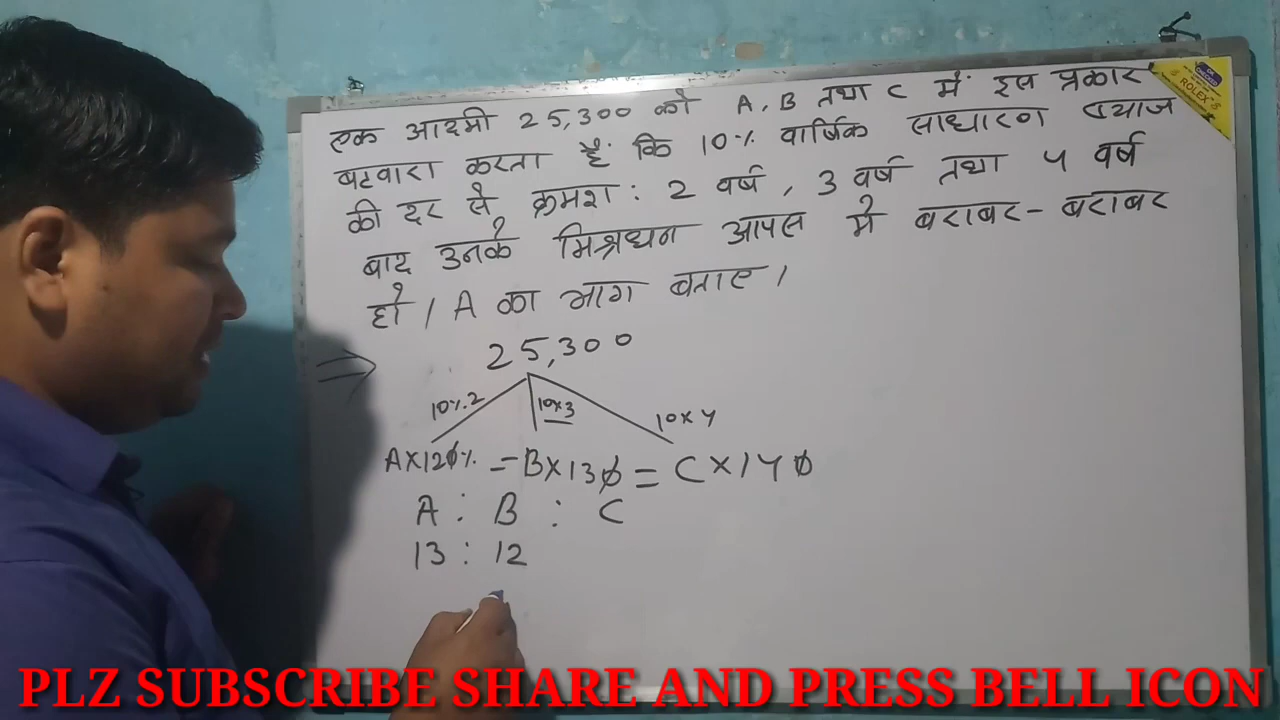 एक आदमी 25,300 को A, B तथा C में इस प्रकार
बटवारा करता हैं कि 10% वार्षिक साधारण ब्याज
की दर से क्रमश: 2 वर्ष, 3 वर्ष तथा 4 वर्ष
बाद उनके मिश्रधन आपस मे बराबर-बराबर
हो। A का भाग बताए।
25,300
10%.2 10×3 10×4
A×120% = B×130 = C×140
A : B : C
13 : 12
ROLEX
PLZ SUBSCRIBE SHARE AND PRESS BELL ICON